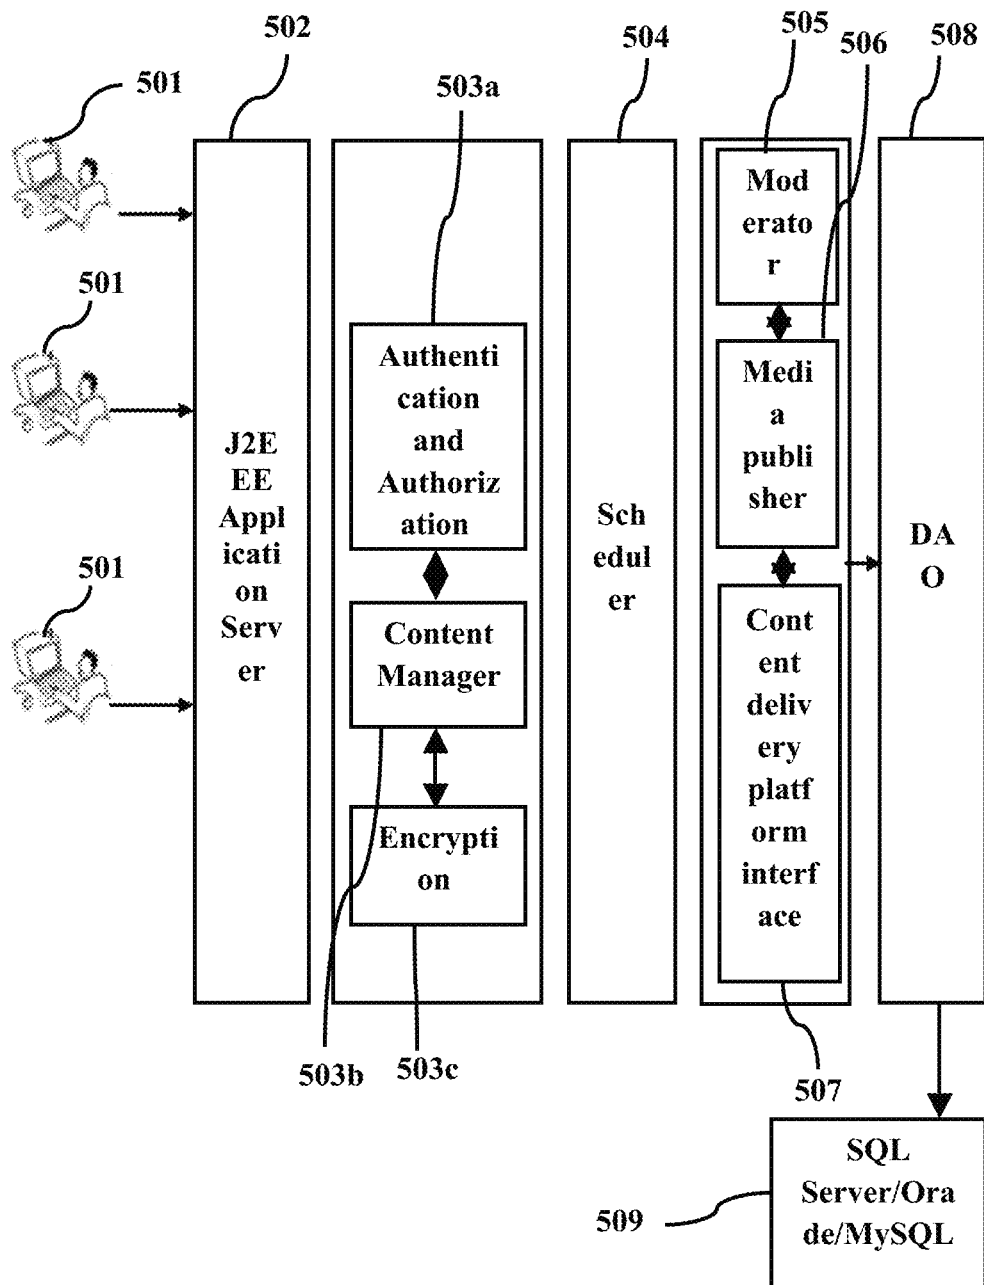 502
504
505
506
508
501
503a
501
501
J2E
EE
Appl
icati
on
Serv
er
Authenti
cation
and
Authoriz
ation
Content
Manager
Encrypti
on
503b
503c
Sch
edul
er
Mod
erato
r
Medi
a
publi
sher
Cont
ent
deliv
ery
platf
orm
interf
ace
507
DA
O
SQL
Server/Ora
de/MySQL
509